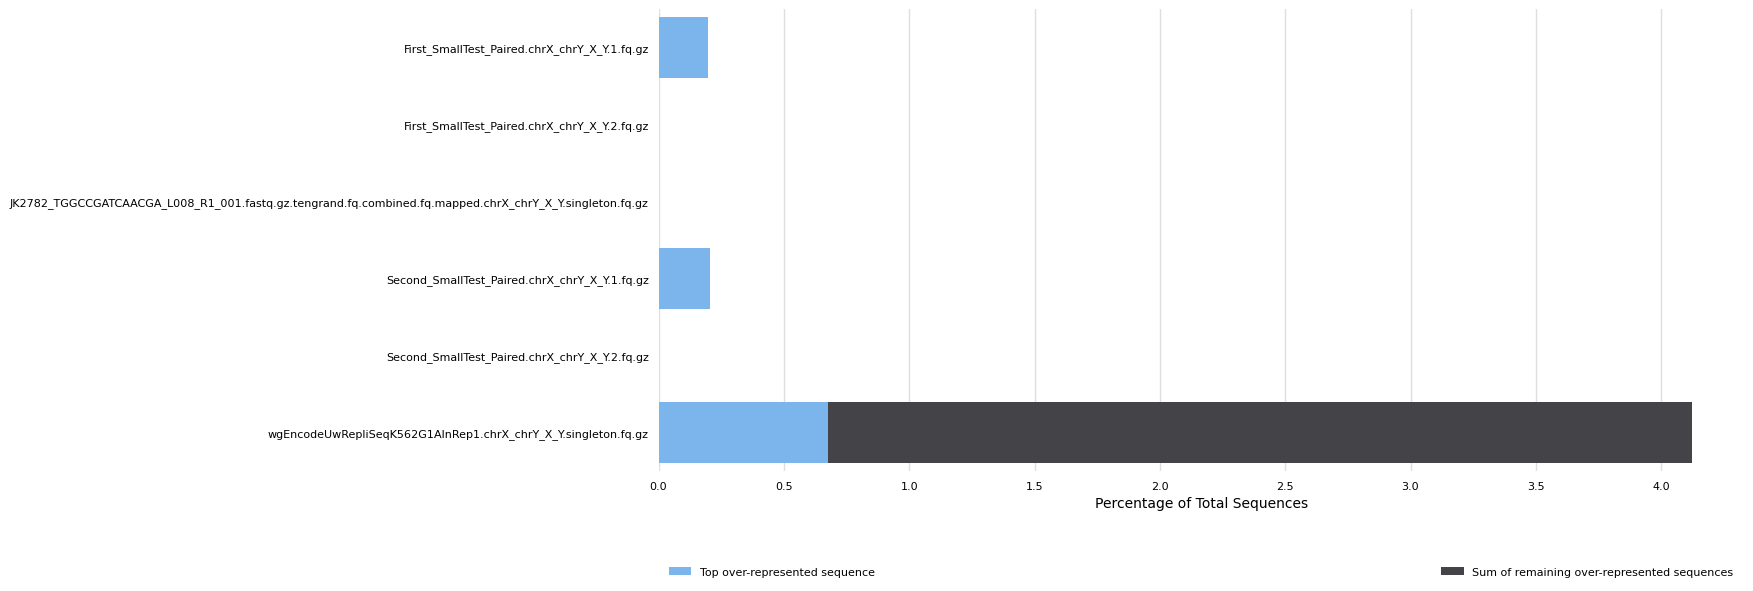 First_SmallTest_Paired.chrX_chrY_X_Y.1.fq.gz
First_SmallTest_Paired.chrX_chrY_X_Y.2.fq.gz
JK2782_TGGCCGATCAACGA_L008_R1_001.fastq.gz.tengrand.fq.combined.fq.mapped.chrX_chrY_X_Y.singleton.fq.gz
Second_SmallTest_Paired.chrX_chrY_X_Y.1.fq.gz
Second_SmallTest_Paired.chrX_chrY_X_Y.2.fq.gz
wgEncodeUwRepliSeqK562G1AlnRep1.chrX_chrY_X_Y.singleton.fq.gz
0.0 0.5 1.0 1.5 2.0 2.5 3.0 3.5 4.0
Percentage of Total Sequences
Top over-represented sequence Sum of remaining over-represented sequences